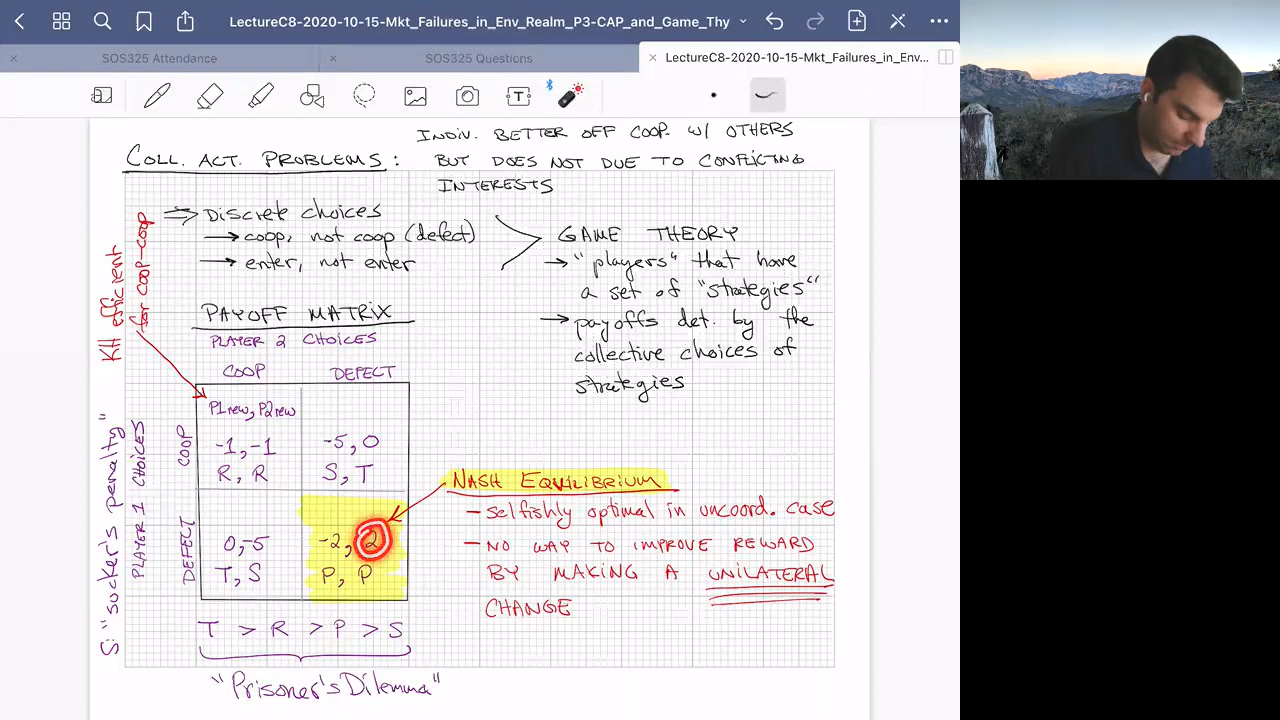 LectureC8-2020-10-15-Mkt_Failures_in_Env_Realm_P3-CAP_and_Game_Thy
SOS325 Attendance
SOS325 Questions
LectureC8-2020-10-15-Mkt_Failures_in_Env...
INDIV. BETTER OFF COOP. W/ OTHERS
COLL. ACT. PROBLEMS: BUT DOES NOT DUE TO CONFLICTING
INTERESTS
⇒ Discrete choices
→ coop, not coop (defect)
→ enter, not enter
GAME THEORY
→ "players" that have
a set of "strategies"
→ payoffs det. by the
collective choices of
strategies
KH efficient
for coop-coop
PAYOFF MATRIX
PLAYER 2 CHOICES
COOP DEFECT
S: "sucker's penalty"
PLAYER 1 CHOICES
COOP
P1rew, P2rew
-1, -1 -5, 0
R, R S, T
DEFECT
0, -5 -2, 2
T, S P, P
T > R > P > S
"Prisoner's Dilemma"
NASH EQUILIBRIUM
- Selfishly optimal in uncoord. case
- NO WAY TO IMPROVE REWARD
BY MAKING A UNILATERAL
CHANGE